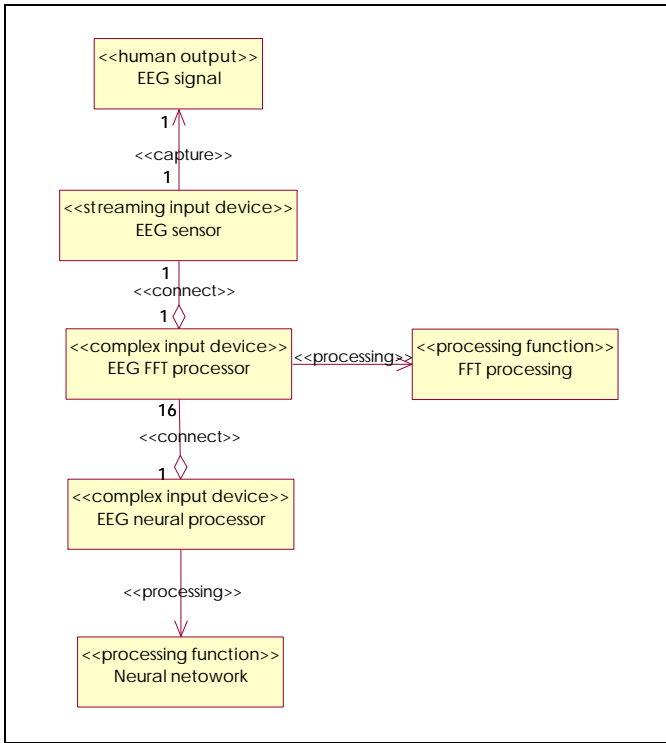 <<human output>>
EEG signal
1
<<capture>>
1
<<streaming input device>>
EEG sensor
1
<<connect>>
1
<<complex input device>>
EEG FFT processor
<<processing>>
<<processing function>>
FFT processing
16
<<connect>>
1
<<complex input device>>
EEG neural processor
<<processing>>
<<processing function>>
Neural netowork